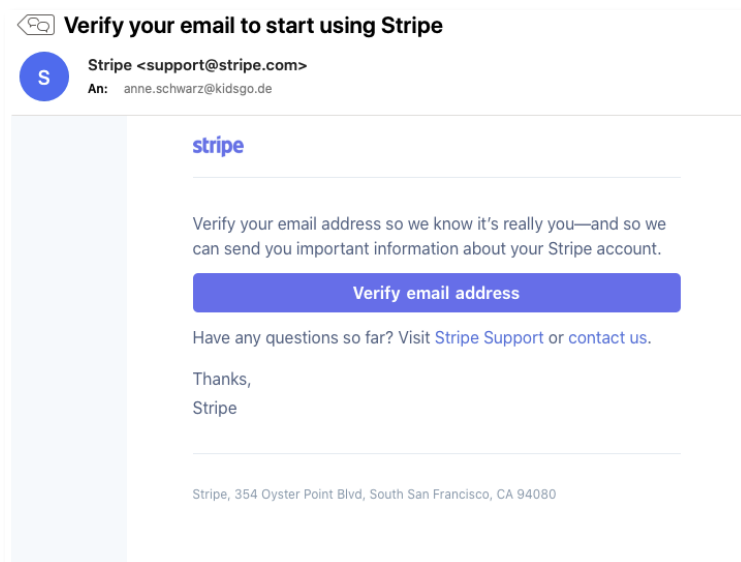 Verify your email to start using Stripe
S
Stripe <support@stripe.com>
An: anne.schwarz@kidsgo.de
stripe
Verify your email address so we know it’s really you—and so we
can send you important information about your Stripe account.
Verify email address
Have any questions so far? Visit Stripe Support or contact us.
Thanks,
Stripe
Stripe, 354 Oyster Point Blvd, South San Francisco, CA 94080